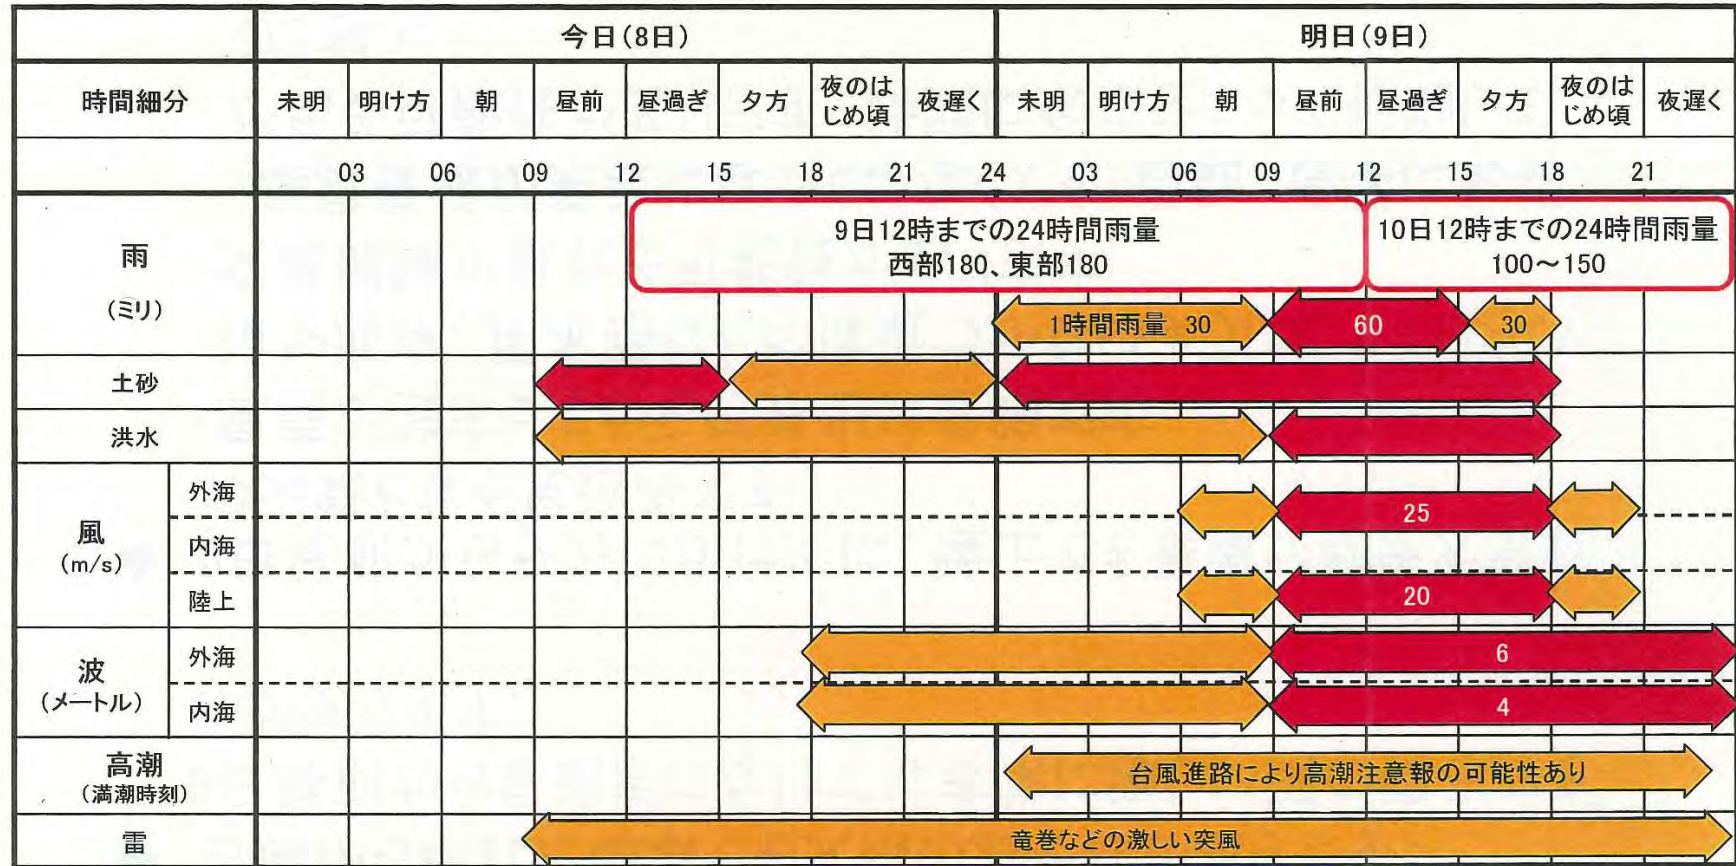 今日(8日) 明日(9日)
時間細分 未明 明け方 朝 昼前 昼過ぎ 夕方 夜のはじめ頃 夜遅く 未明 明け方 朝 昼前 昼過ぎ 夕方 夜のはじめ頃 夜遅く
03 06 09 12 15 18 21 24 03 06 09 12 15 18 21
雨
(ミリ)
9日12時までの24時間雨量
西部180、東部180
10日12時までの24時間雨量
100～150
1時間雨量 30 60 30
土砂
洪水
風
(m/s)
外海 25
内海
陸上 20
波
(メートル)
外海 6
内海 4
高潮
(満潮時刻)
台風進路により高潮注意報の可能性あり
雷 竜巻などの激しい突風